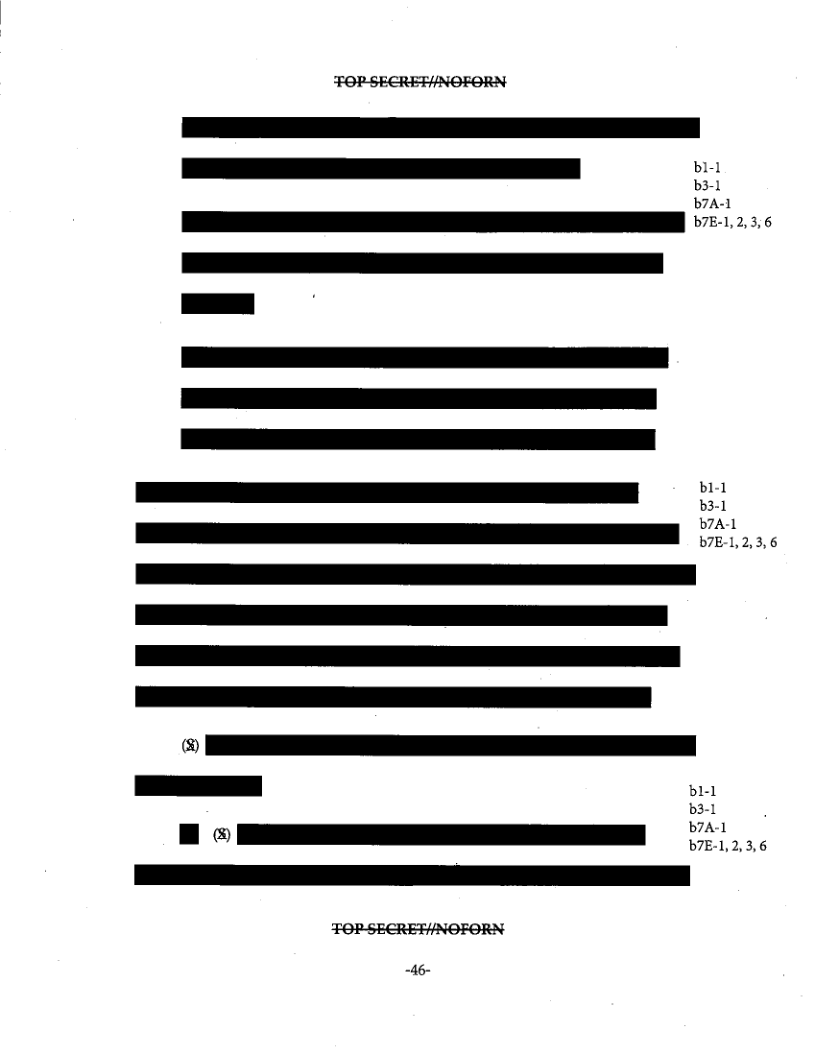 TOP SECRET//NOFORN
b1-1
b3-1
b7A-1
b7E-1, 2, 3, 6
b1-1
b3-1
b7A-1
b7E-1, 2, 3, 6
(S)
b1-1
b3-1
(S)
b7A-1
b7E-1, 2, 3, 6
TOP SECRET//NOFORN
-46-